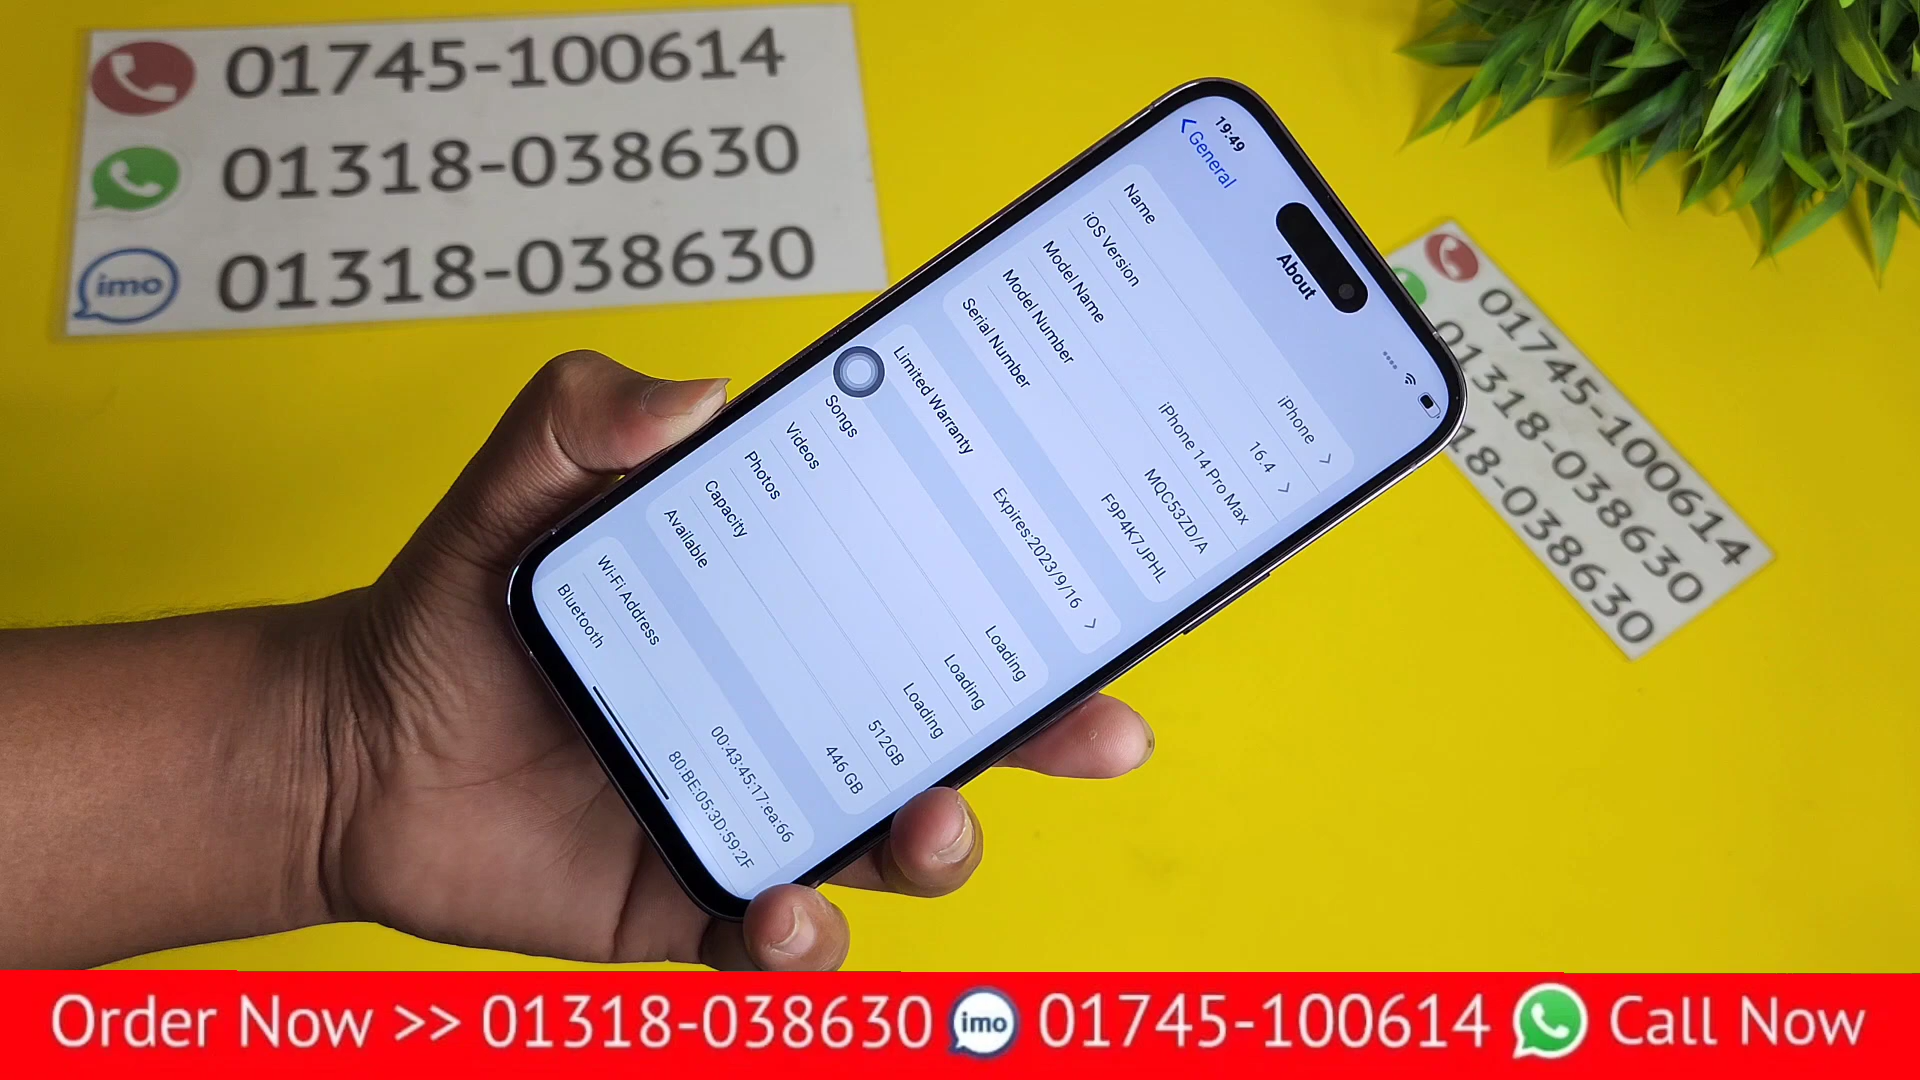 01745-100614
01318-038630
imo 01318-038630
19:49
General
About
Name iPhone
iOS Version 16.4
Model Name iPhone 14 Pro Max
Model Number MQC53ZD/A
Serial Number F9P4K7JPHL
Limited Warranty Expires:2023/9/16
Songs Loading
Videos Loading
Photos Loading
Capacity 512GB
Available 446 GB
Wi-Fi Address 00:43:45:17:ea:66
Bluetooth 80:BE:05:3D:59:2F
01745-100614
01318-038630
18-038630
Order Now >> 01318-038630 imo 01745-100614 Call Now